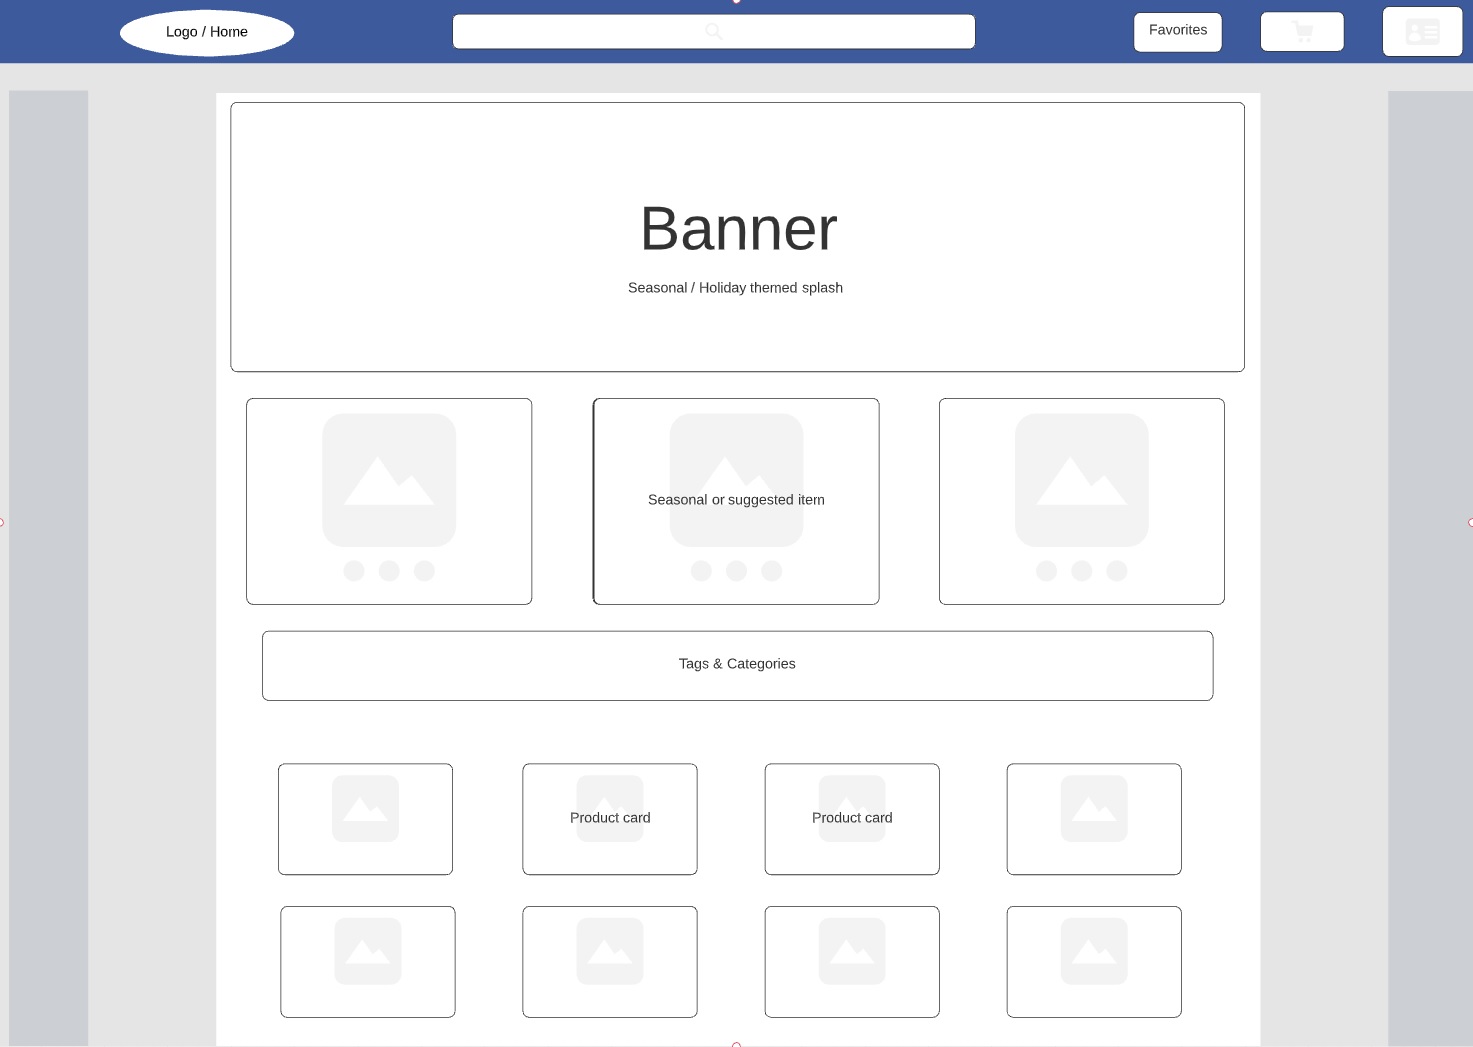 Logo / Home
Favorites
Banner
Seasonal / Holiday themed splash
Seasonal or suggested item
Tags & Categories
Product card
Product card